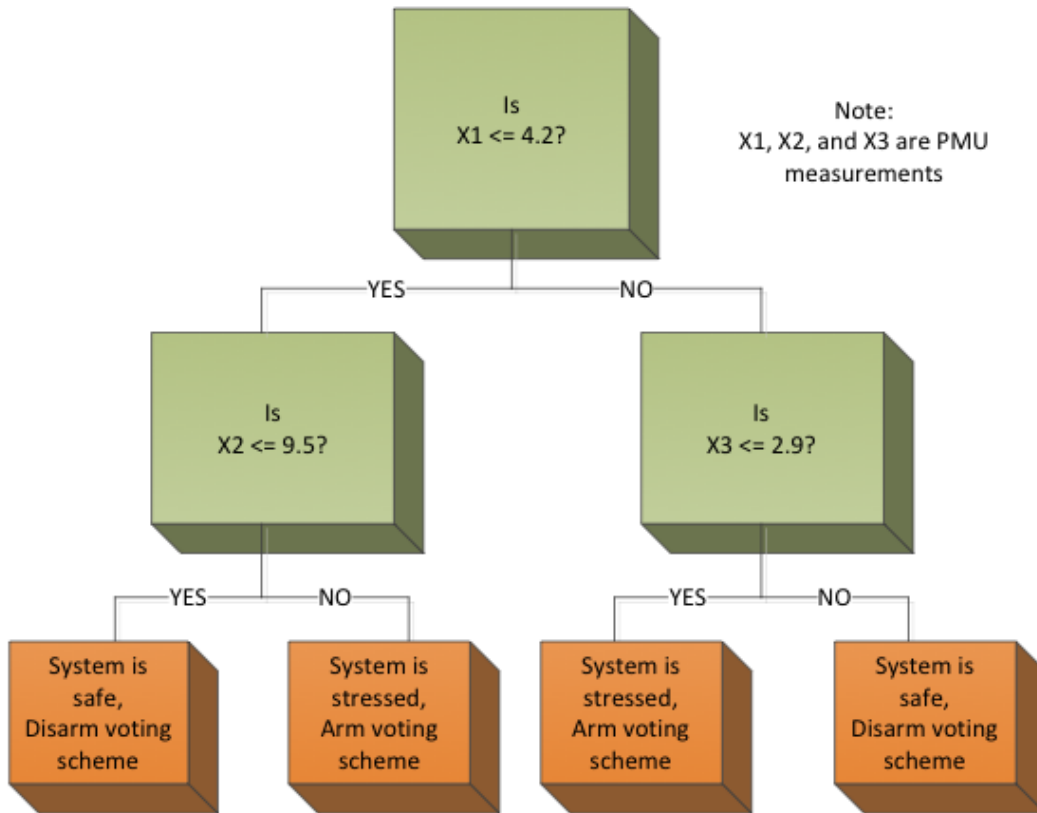 Is
X1 <= 4.2?
Note:
X1, X2, and X3 are PMU
measurements
YES
NO
Is
X2 <= 9.5?
Is
X3 <= 2.9?
YES
NO
YES
NO
System is
safe,
Disarm voting
scheme
System is
stressed,
Arm voting
scheme
System is
stressed,
Arm voting
scheme
System is
safe,
Disarm voting
scheme